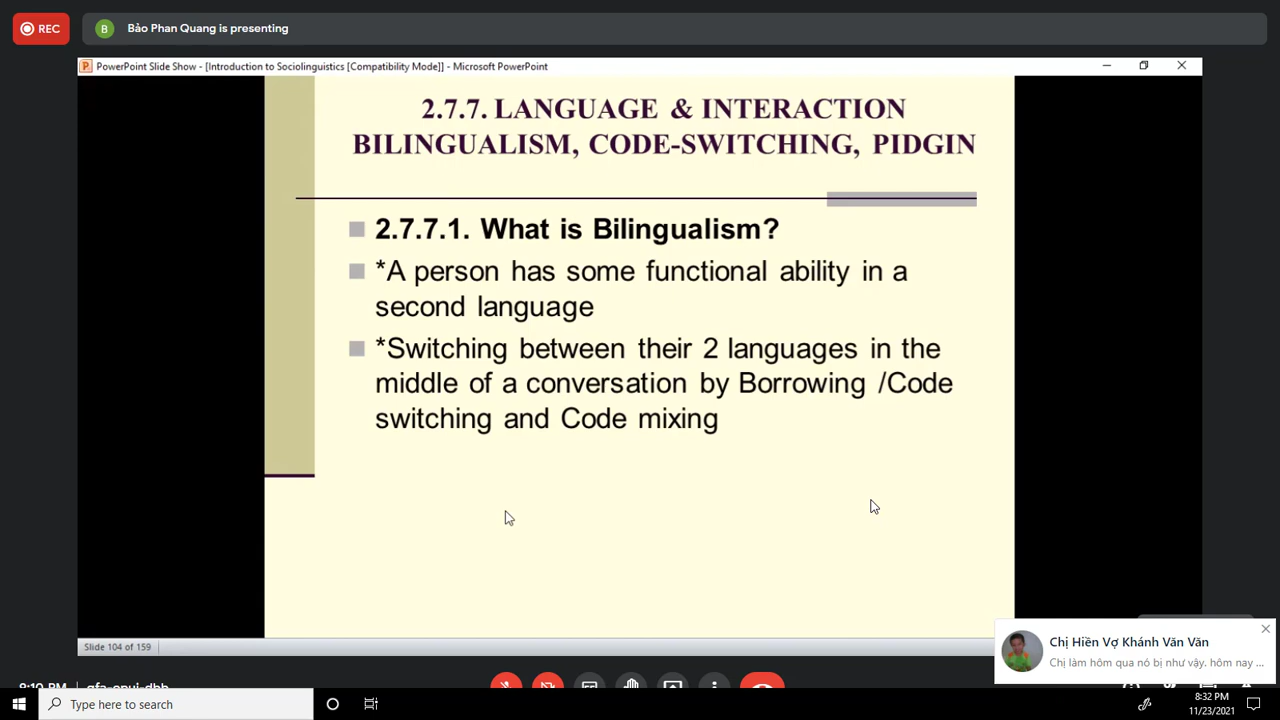 REC
B
Bảo Phan Quang is presenting
PowerPoint Slide Show - [Introduction to Sociolinguistics [Compatibility Mode]] - Microsoft PowerPoint
2.7.7. LANGUAGE & INTERACTION
BILINGUALISM, CODE-SWITCHING, PIDGIN
2.7.7.1. What is Bilingualism?
*A person has some functional ability in a
second language
*Switching between their 2 languages in the
middle of a conversation by Borrowing /Code
switching and Code mixing
Slide 104 of 159
Chị Hiền Vợ Khánh Văn Văn
Chị làm hôm qua nó bị như vậy. hôm nay ...
Type here to search
8:32 PM
11/23/2021